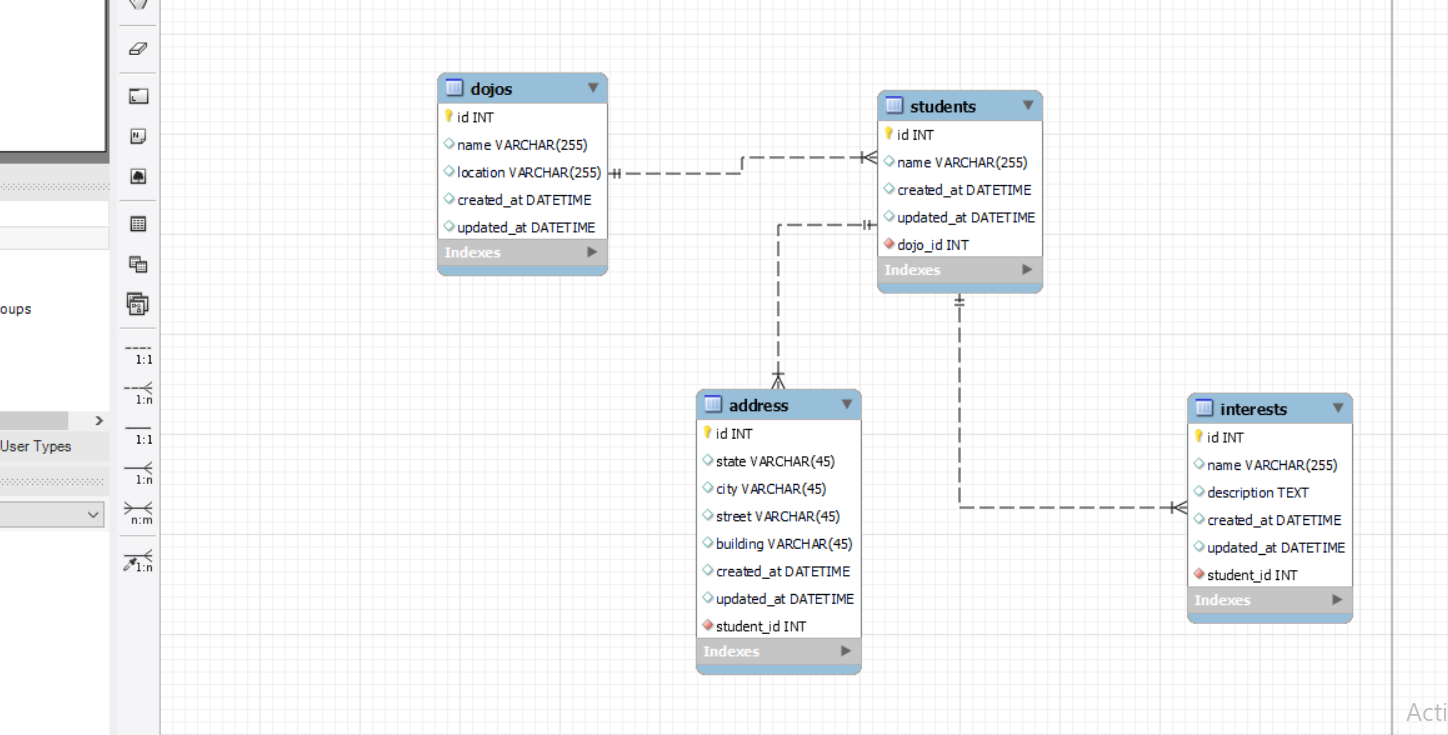 dojos
id INT
name VARCHAR(255)
location VARCHAR(255)
created_at DATETIME
updated_at DATETIME
Indexes
students
id INT
name VARCHAR(255)
created_at DATETIME
updated_at DATETIME
dojo_id INT
Indexes
oups
User Types
1:1
1:n
1:1
1:n
n:m
1:n
address
id INT
state VARCHAR(45)
city VARCHAR(45)
street VARCHAR(45)
building VARCHAR(45)
created_at DATETIME
updated_at DATETIME
student_id INT
Indexes
interests
id INT
name VARCHAR(255)
description TEXT
created_at DATETIME
updated_at DATETIME
student_id INT
Indexes
Acti